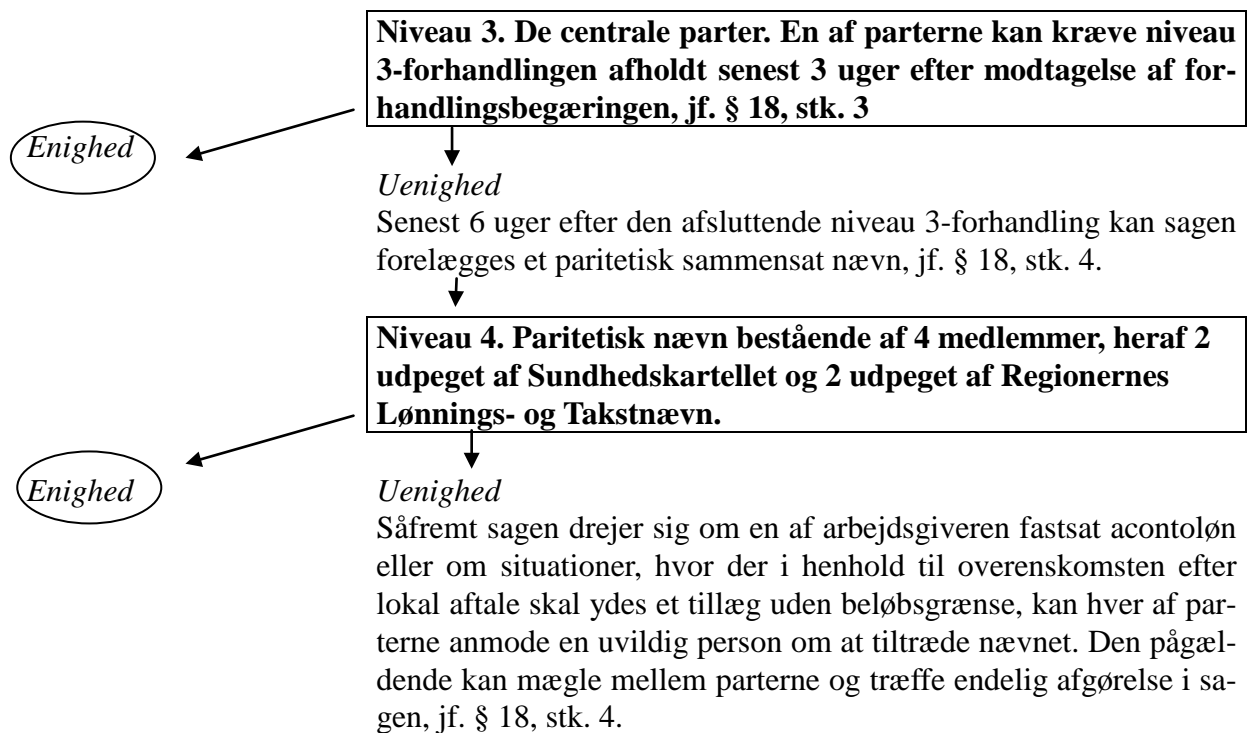 Niveau 3. De centrale parter. En af parterne kan kræve niveau
3-forhandlingen afholdt senest 3 uger efter modtagelse af for-
handlingsbegæringen, jf. § 18, stk. 3
Enighed
Uenighed
Senest 6 uger efter den afsluttende niveau 3-forhandling kan sagen
forelægges et paritetisk sammensat nævn, jf. § 18, stk. 4.
Niveau 4. Paritetisk nævn bestående af 4 medlemmer, heraf 2
udpeget af Sundhedskartellet og 2 udpeget af Regionernes
Lønnings- og Takstnævn.
Enighed
Uenighed
Såfremt sagen drejer sig om en af arbejdsgiveren fastsat acontoløn
eller om situationer, hvor der i henhold til overenskomsten efter
lokal aftale skal ydes et tillæg uden beløbsgrænse, kan hver af par-
terne anmode en uvildig person om at tiltræde nævnet. Den pågæl-
dende kan mægle mellem parterne og træffe endelig afgørelse i sa-
gen, jf. § 18, stk. 4.